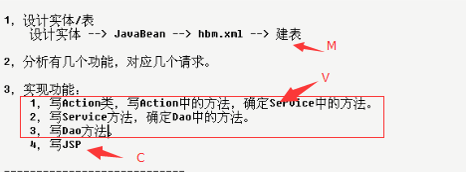 1，设计实体/表
设计实体 --> JavaBean --> hbm.xml --> 建表
M
2，分析有几个功能，对应几个请求。
V
3，实现功能：
1，写Action类，写Action中的方法，确定Service中的方法。
2，写Service方法，确定Dao中的方法。
3，写Dao方法。
4，写JSP
C
-----------------------------